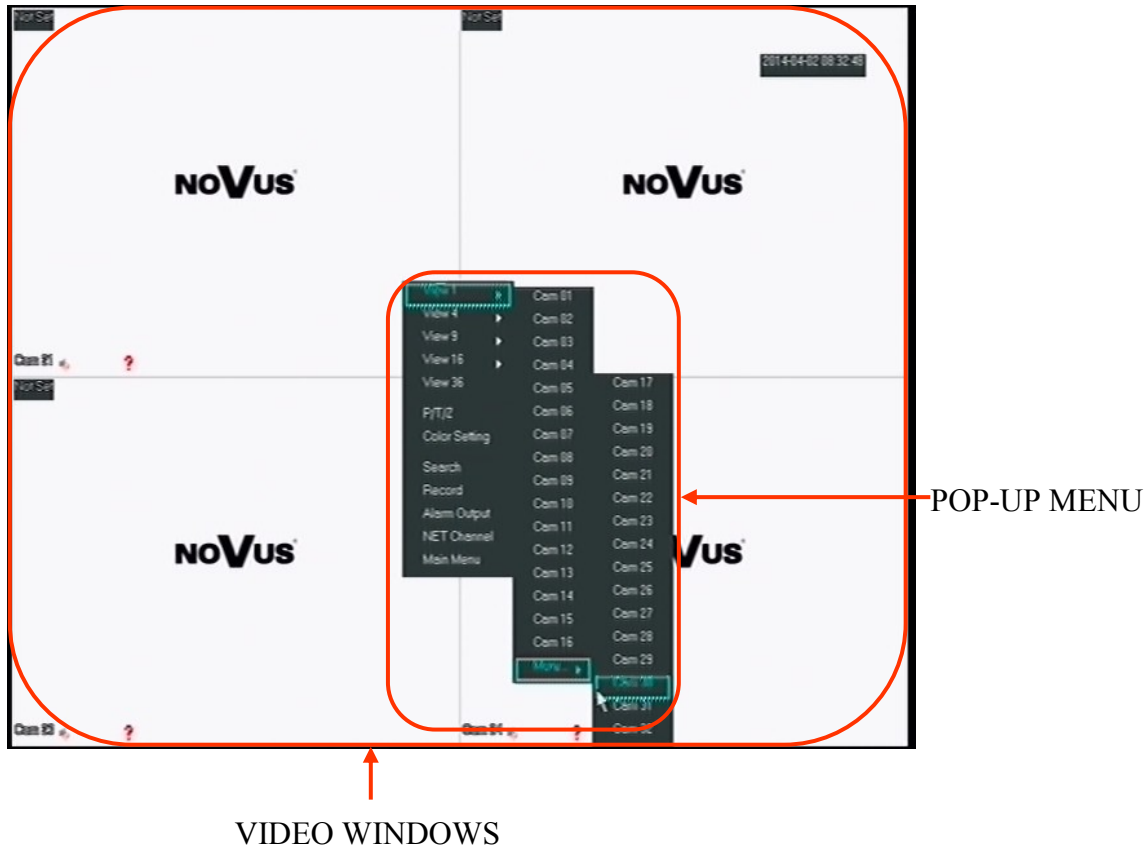 Not Set
Not Set
2014-04-02 08:32:48
NOVUS
NOVUS
View 1
View 4
View 9
View 16
View 36
P/T/Z
Color Setting
Search
Record
Alarm Output
NET Channel
Main Menu
Cam 01
Cam 02
Cam 03
Cam 04
Cam 05
Cam 06
Cam 07
Cam 08
Cam 09
Cam 10
Cam 11
Cam 12
Cam 13
Cam 14
Cam 15
Cam 16
More...
Cam 17
Cam 18
Cam 19
Cam 20
Cam 21
Cam 22
Cam 23
Cam 24
Cam 25
Cam 26
Cam 27
Cam 28
Cam 29
Cam 30
Cam 31
Cam 32
Cam 01 ?
Not Set
NOVUS
VUS
Cam 03 ?
Cam 04 ?
POP-UP MENU
VIDEO WINDOWS